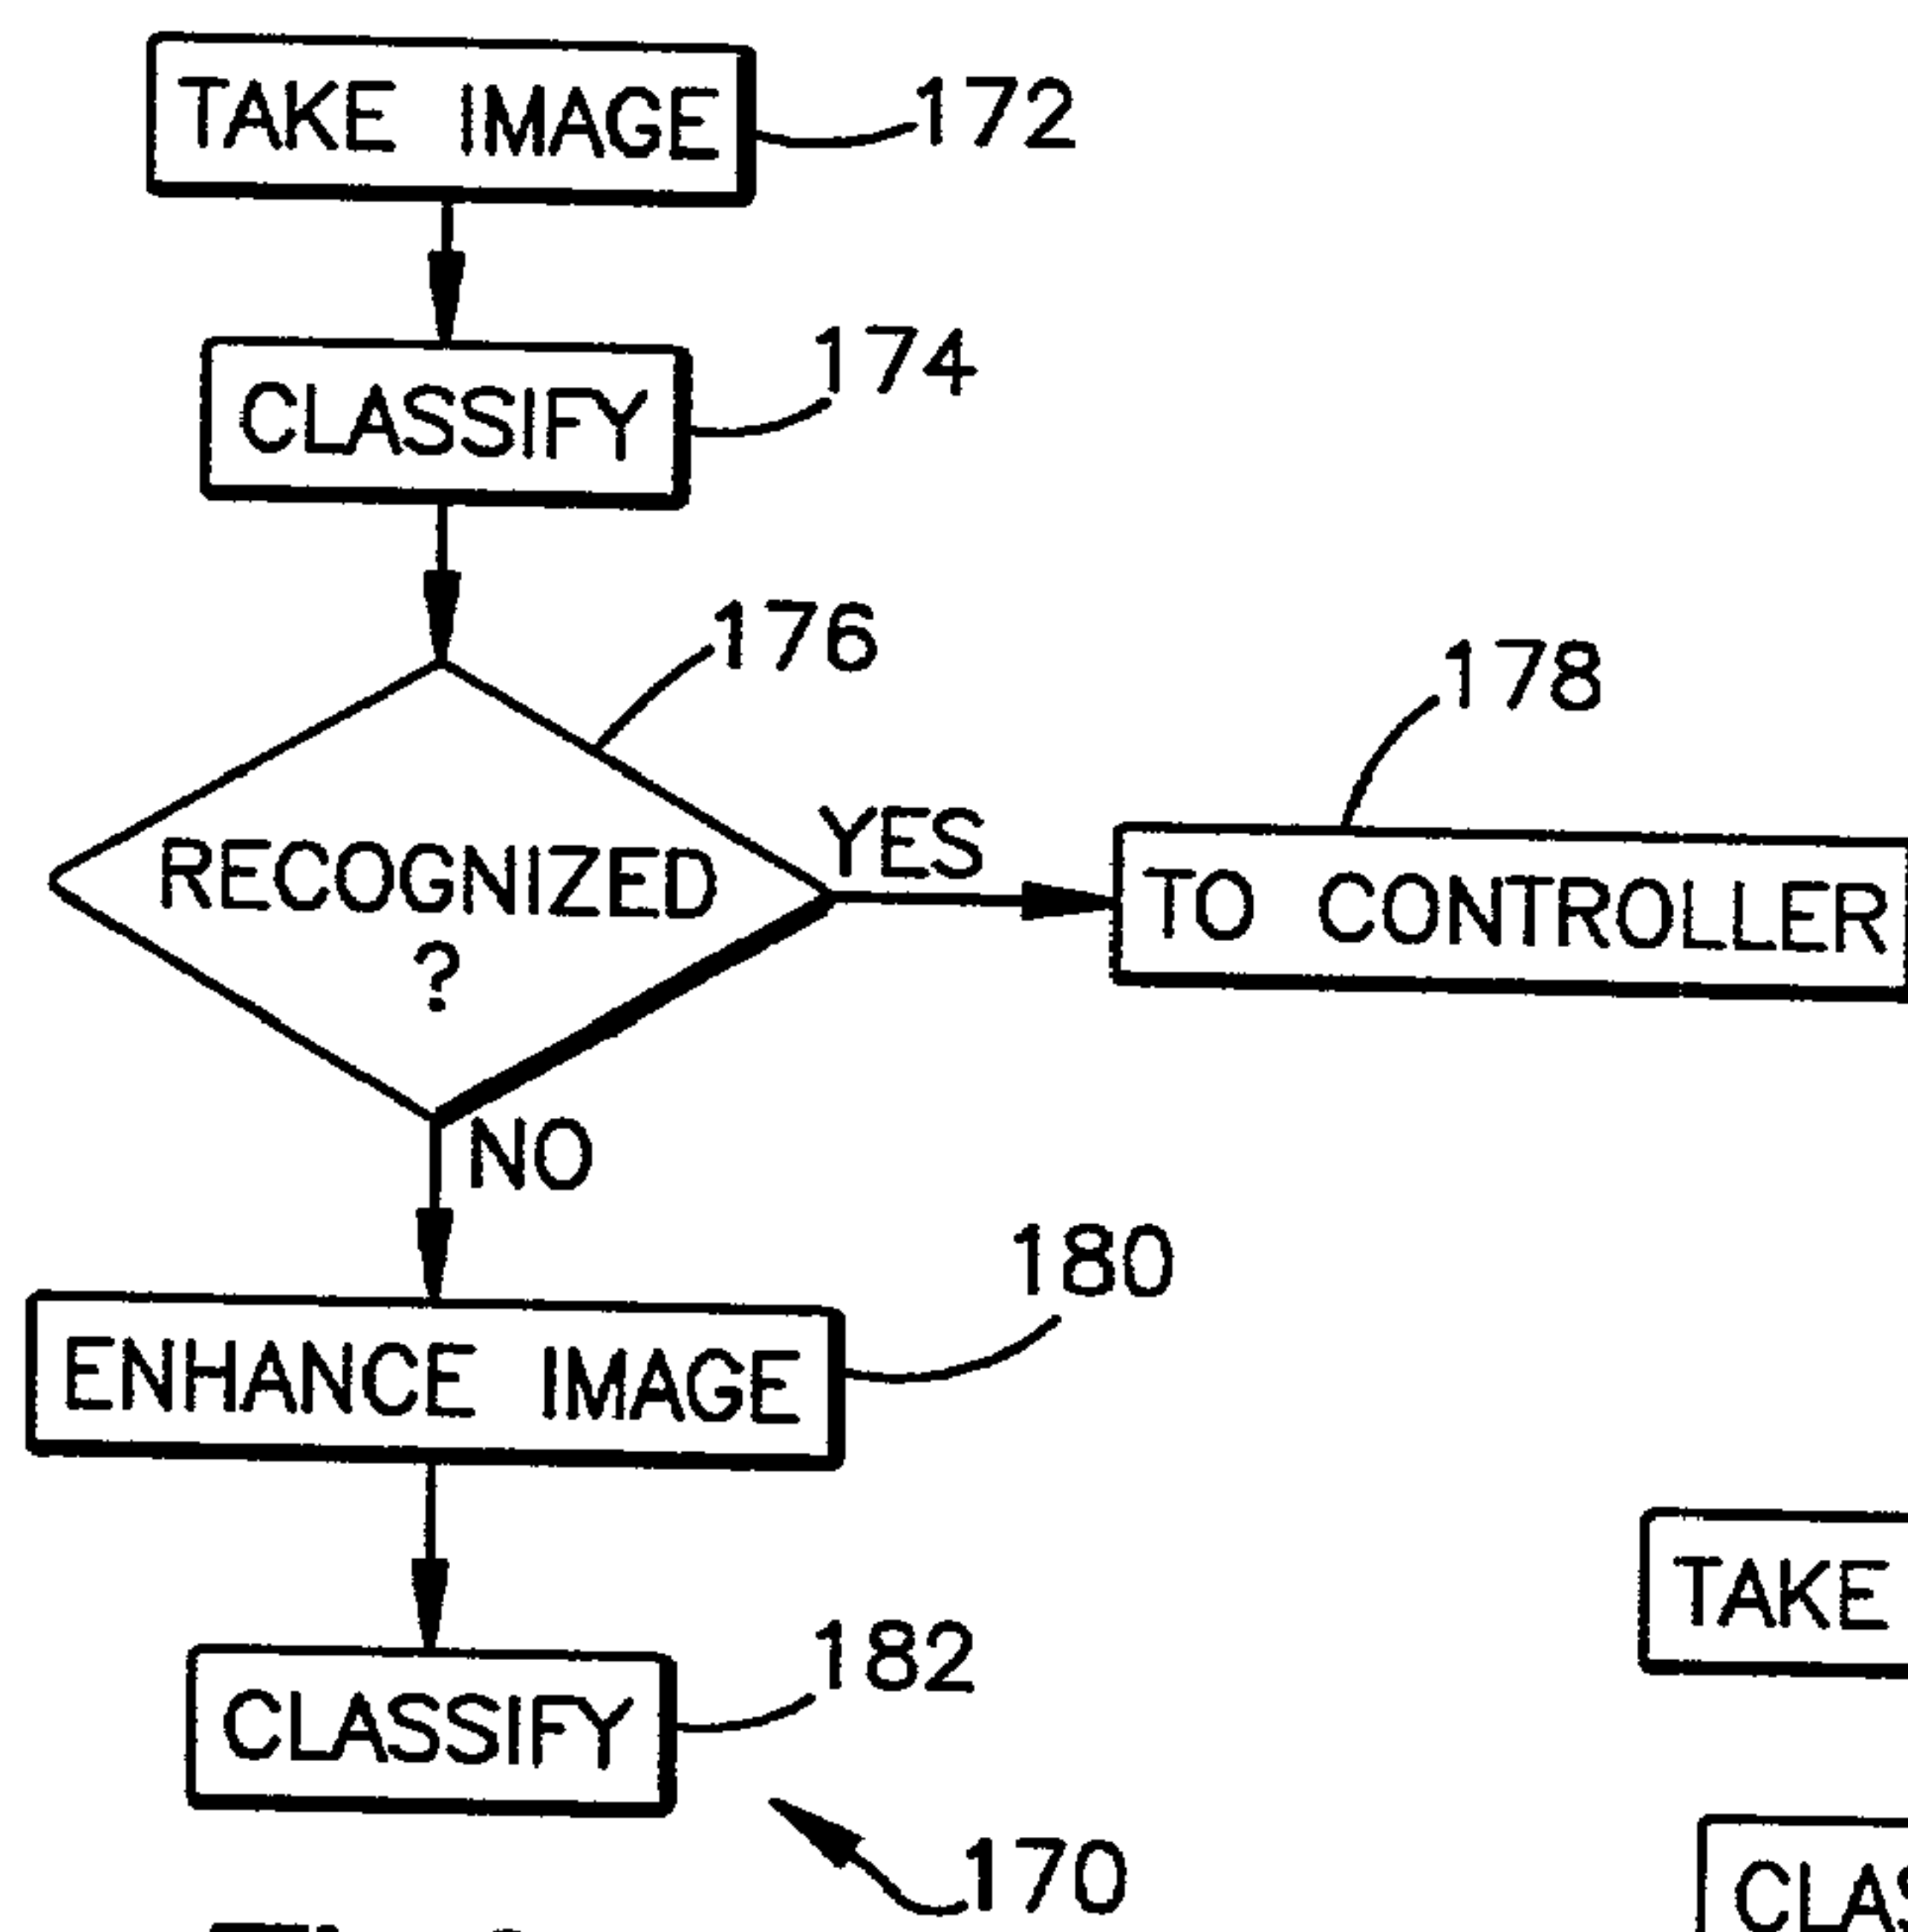 TAKE IMAGE
172
CLASSIFY
174
176
RECOGNIZED
?
YES
178
TO CONTROLLER
NO
180
ENHANCE IMAGE
182
CLASSIFY
170
TAKE